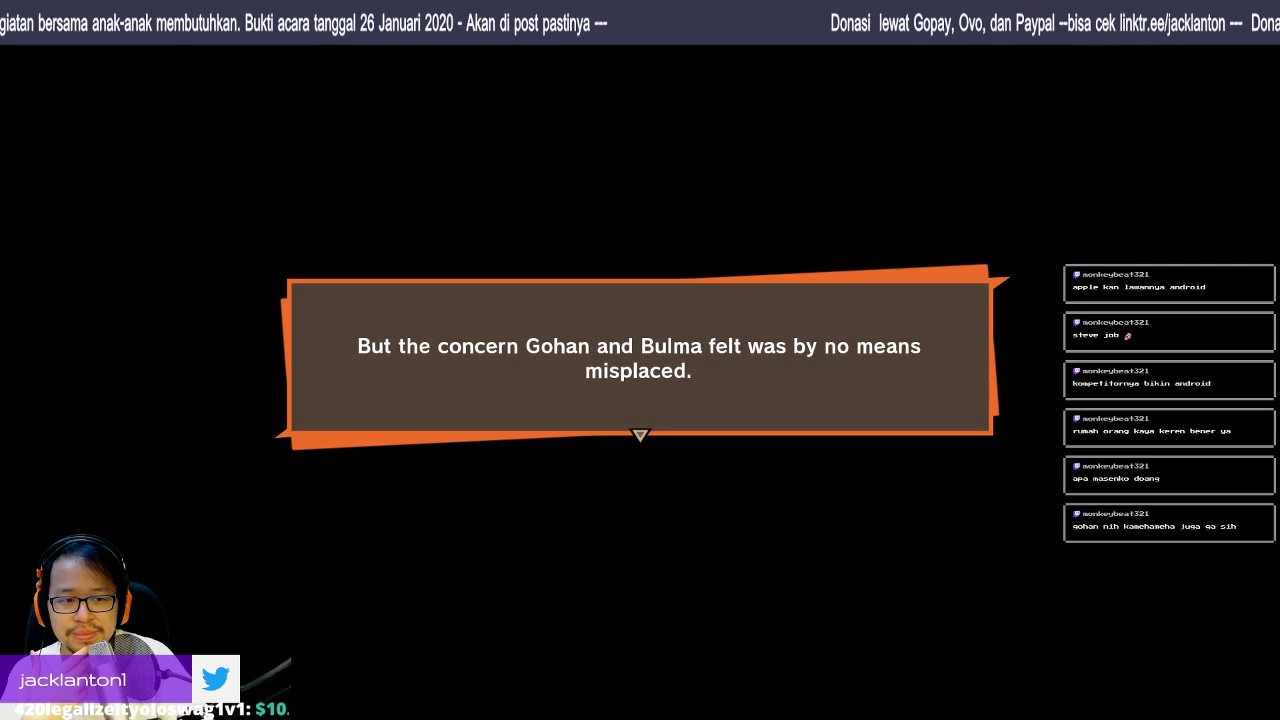 giatan bersama anak-anak membutuhkan. Bukti acara tanggal 26 Januari 2020 - Akan di post pastinya --- Donasi lewat Gopay, Ovo, dan Paypal --bisa cek linktr.ee/jacklanton --- Dona
But the concern Gohan and Bulma felt was by no means
misplaced.
monkeybeat321
apple kan lawannya android
monkeybeat321
steve job
monkeybeat321
kompetitornya bikin android
monkeybeat321
rumah orang kaya keren bener ya
monkeybeat321
apa masenko doang
monkeybeat321
gohan nih kamehameha juga ga sih
jacklanton1
420legalizeityoloswag1v1: $10.